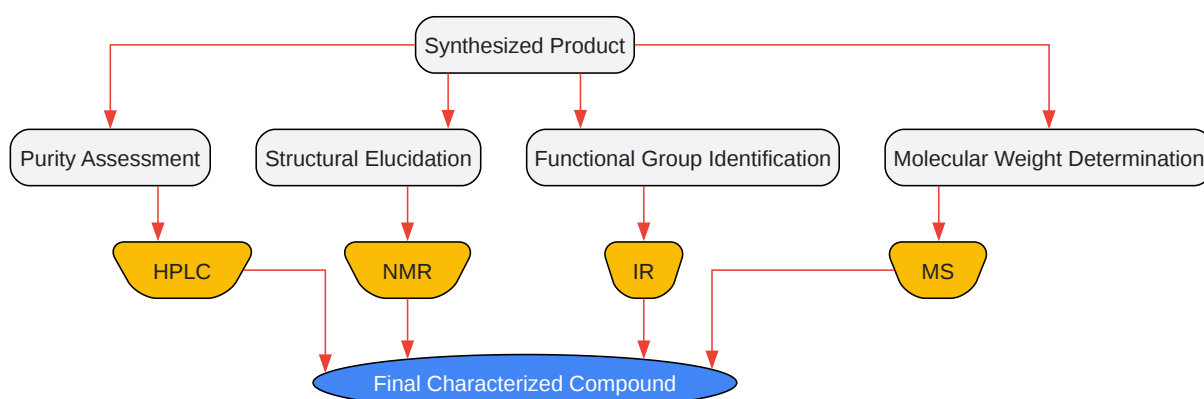 Synthesized Product
Purity Assessment
Structural Elucidation
Functional Group Identification
Molecular Weight Determination
HPLC
NMR
IR
MS
Final Characterized Compound